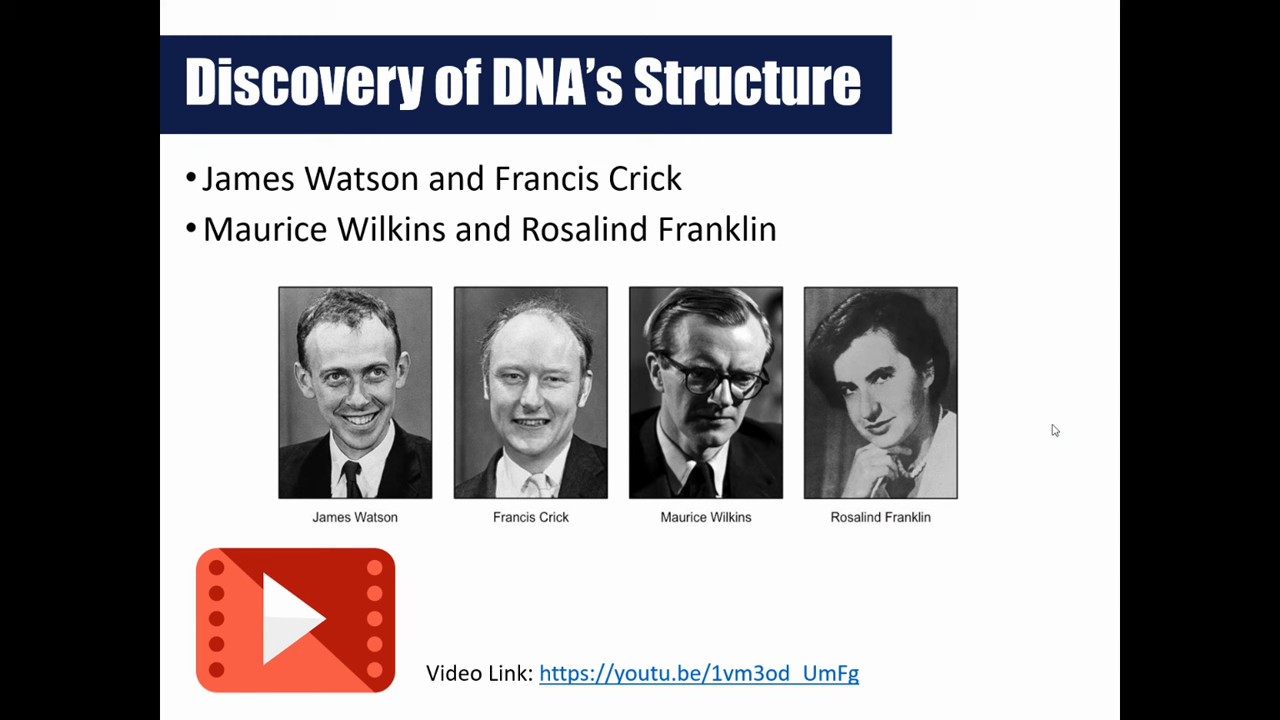 Discovery of DNA's Structure
•James Watson and Francis Crick
•Maurice Wilkins and Rosalind Franklin
James Watson Francis Crick Maurice Wilkins Rosalind Franklin
Video Link: https://youtu.be/1vm3od_UmFg